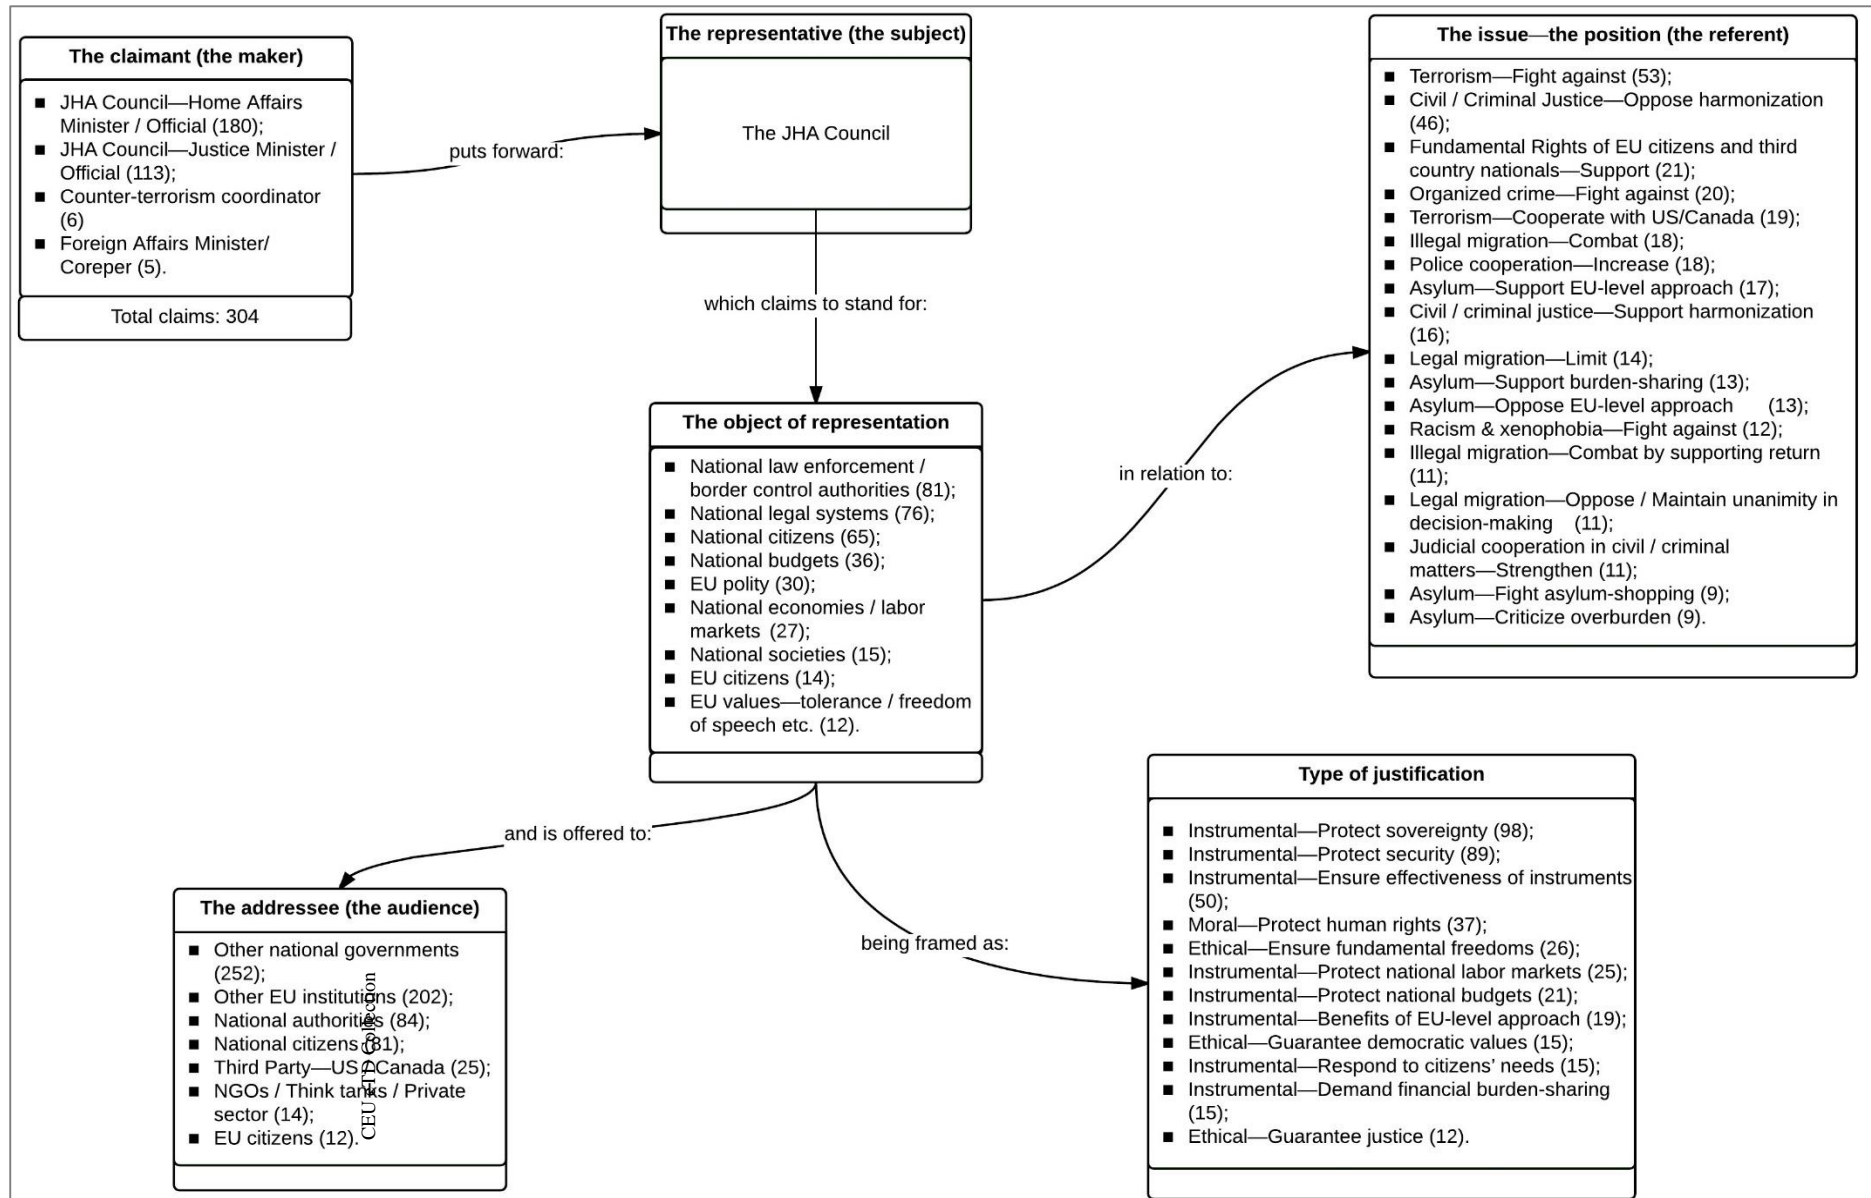 The claimant (the maker)
■ JHA Council—Home Affairs
Minister / Official (180);
■ JHA Council—Justice Minister /
Official (113);
■ Counter-terrorism coordinator
(6)
■ Foreign Affairs Minister/
Coreper (5).
Total claims: 304
puts forward:
The representative (the subject)
The JHA Council
which claims to stand for:
The object of representation
■ National law enforcement /
border control authorities (81);
■ National legal systems (76);
■ National citizens (65);
■ National budgets (36);
■ EU polity (30);
■ National economies / labor
markets (27);
■ National societies (15);
■ EU citizens (14);
■ EU values—tolerance / freedom
of speech etc. (12).
in relation to:
The issue—the position (the referent)
■ Terrorism—Fight against (53);
■ Civil / Criminal Justice—Oppose harmonization
(46);
■ Fundamental Rights of EU citizens and third
country nationals—Support (21);
■ Organized crime—Fight against (20);
■ Terrorism—Cooperate with US/Canada (19);
■ Illegal migration—Combat (18);
■ Police cooperation—Increase (18);
■ Asylum—Support EU-level approach (17);
■ Civil / criminal justice—Support harmonization
(16);
■ Legal migration—Limit (14);
■ Asylum—Support burden-sharing (13);
■ Asylum—Oppose EU-level approach (13);
■ Racism & xenophobia—Fight against (12);
■ Illegal migration—Combat by supporting return
(11);
■ Legal migration—Oppose / Maintain unanimity in
decision-making (11);
■ Judicial cooperation in civil / criminal
matters—Strengthen (11);
■ Asylum—Fight asylum-shopping (9);
■ Asylum—Criticize overburden (9).
and is offered to:
The addressee (the audience)
■ Other national governments
(252);
■ Other EU institutions (202);
■ National authorities (84);
■ National citizens (81);
■ Third Party—US / Canada (25);
■ NGOs / Think tanks / Private
sector (14);
■ EU citizens (12).
CEU eTD Collection
being framed as:
Type of justification
■ Instrumental—Protect sovereignty (98);
■ Instrumental—Protect security (89);
■ Instrumental—Ensure effectiveness of instruments
(50);
■ Moral—Protect human rights (37);
■ Ethical—Ensure fundamental freedoms (26);
■ Instrumental—Protect national labor markets (25);
■ Instrumental—Protect national budgets (21);
■ Instrumental—Benefits of EU-level approach (19);
■ Ethical—Guarantee democratic values (15);
■ Instrumental—Respond to citizens’ needs (15);
■ Instrumental—Demand financial burden-sharing
(15);
■ Ethical—Guarantee justice (12).